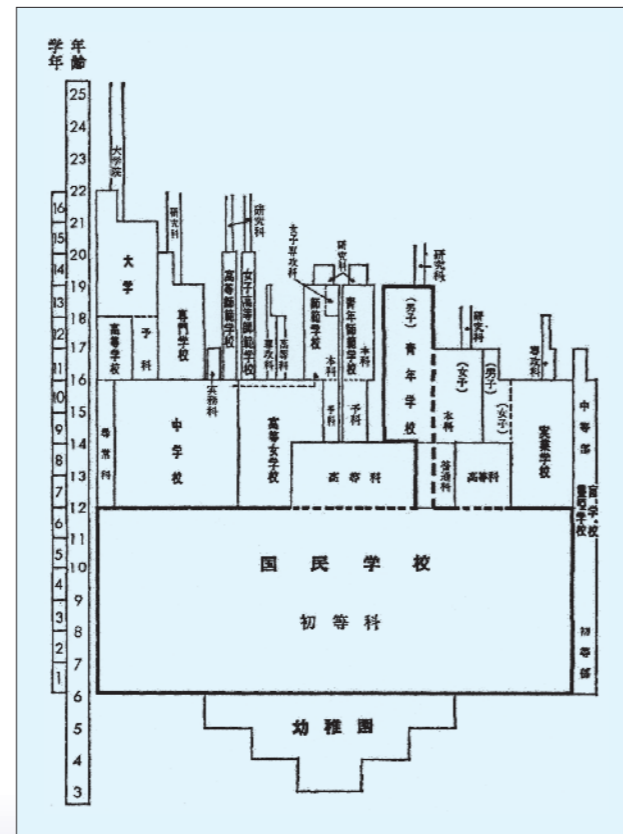 学年
年齢
25
24
23
22
21
20
19
18
17
16
15
14
13
12
11
10
9
8
7
6
5
4
3
16
15
14
13
12
11
10
9
8
7
6
5
4
3
2
1
大学院
大学
高等学校
予科
尋常科
研究科
専門学校
実務科
中学校
高等師範学校
女子高等師範学校
研究科
専攻科
高等科
高等女学校
女子専攻科
研究科
師範学校
本科
予科
青年師範学校
本科
予科
高等科
研究科
(男子)青年学校
普通科
本科
(女子)
研究科
(男子)
(女子)
高等科
専攻科
実業学校
中等部
盲学校
聾唖学校
初等部
国民学校
初等科
幼稚園